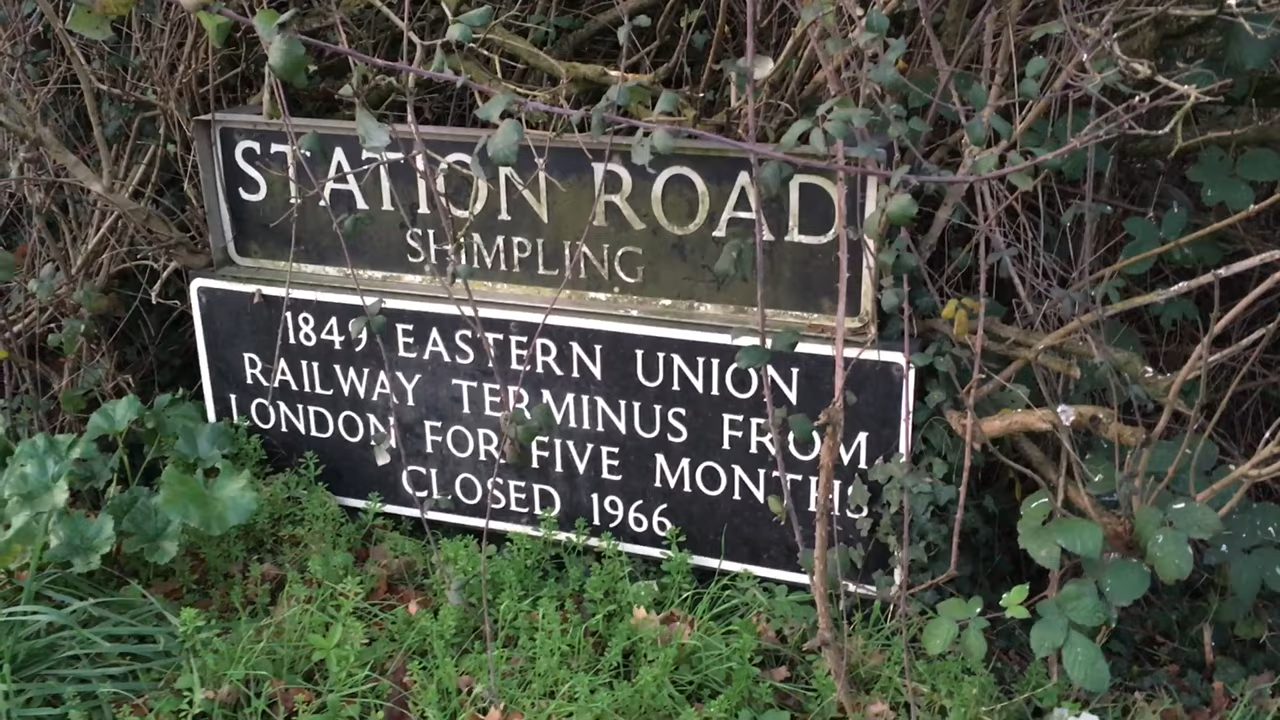 STATION ROAD
SHIMPLING
1849 EASTERN UNION
RAILWAY TERMINUS FROM
LONDON FOR FIVE MONTHS
CLOSED 1966